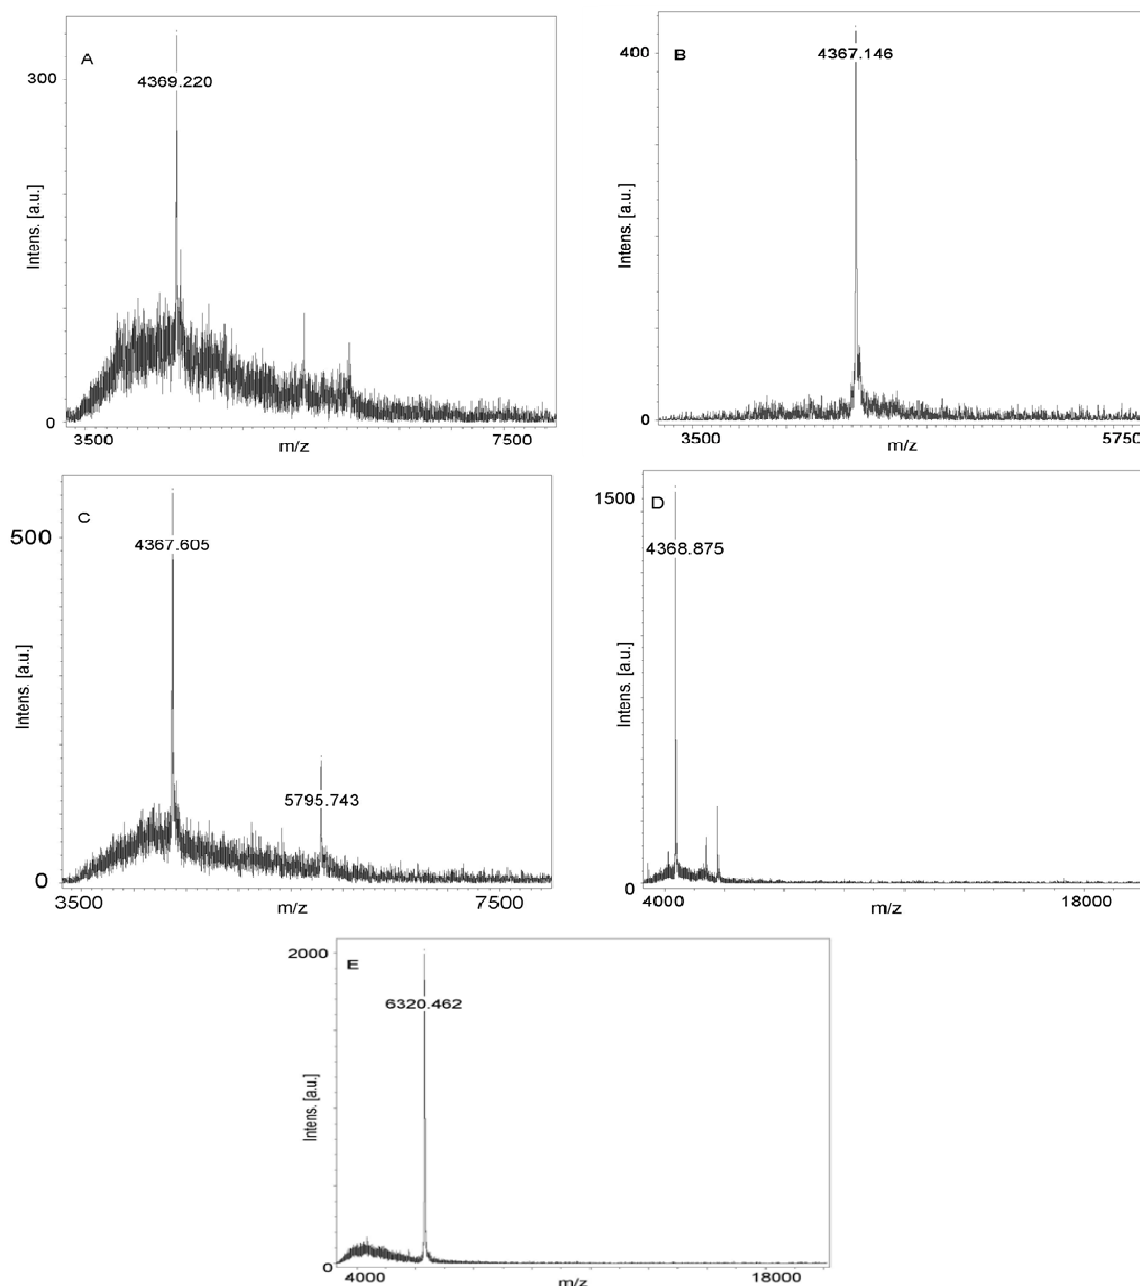 A
300
4369.220
Intens. [a.u.]
0
3500
7500
m/z
B
400
4367.146
Intens. [a.u.]
0
3500
5750
m/z
C
500
4367.605
5795.743
Intens. [a.u.]
0
3500
7500
m/z
D
1500
4368.875
Intens. [a.u.]
0
4000
18000
m/z
E
2000
6320.462
Intens. [a.u.]
0
4000
18000
m/z